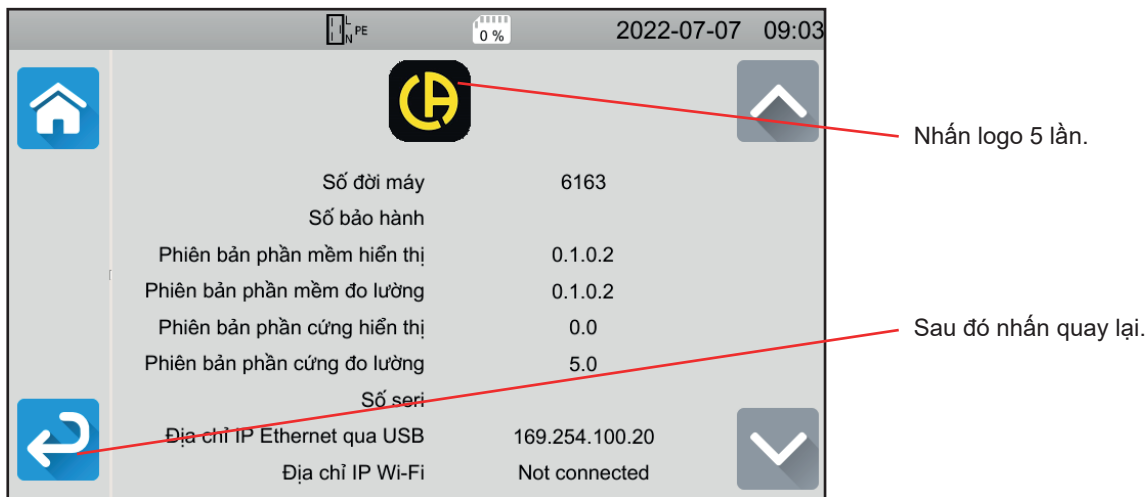 L
N PE
0 %
2022-07-07 09:03
Nhấn logo 5 lần.
Số đời máy 6163
Số bảo hành
Phiên bản phần mềm hiển thị 0.1.0.2
Phiên bản phần mềm đo lường 0.1.0.2
Phiên bản phần cứng hiển thị 0.0
Sau đó nhấn quay lại.
Phiên bản phần cứng đo lường 5.0
Số seri
Địa chỉ IP Ethernet qua USB 169.254.100.20
Địa chỉ IP Wi-Fi Not connected